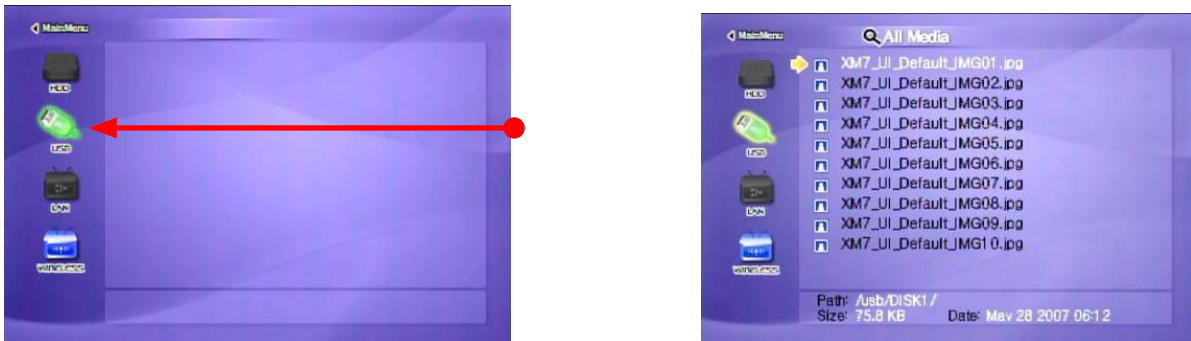 MainMenu
HDD
USB
LAN
WIRELESS
MainMenu
All Media
HDD
USB
LAN
WIRELESS
XM7_UI_Default_IMG01.jpg
XM7_UI_Default_IMG02.jpg
XM7_UI_Default_IMG03.jpg
XM7_UI_Default_IMG04.jpg
XM7_UI_Default_IMG05.jpg
XM7_UI_Default_IMG06.jpg
XM7_UI_Default_IMG07.jpg
XM7_UI_Default_IMG08.jpg
XM7_UI_Default_IMG09.jpg
XM7_UI_Default_IMG10.jpg
Path: /usb/DISK1/
Size: 75.8 KB Date: May 28 2007 06:12